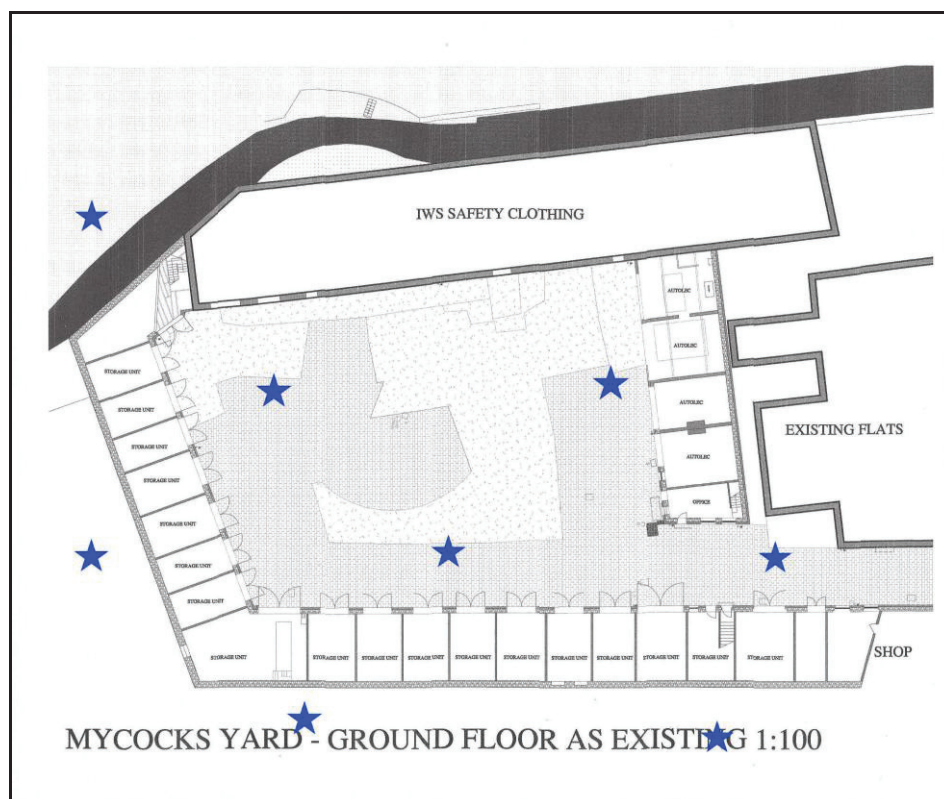 IWS SAFETY CLOTHING
AUTOLEC
AUTOLEC
STORAGE UNIT
AUTOLEC
STORAGE UNIT
EXISTING FLATS
STORAGE UNIT
AUTOLEC
STORAGE UNIT
OFFICE
STORAGE UNIT
STORAGE UNIT
STORAGE UNIT
STORAGE UNIT
STORAGE UNIT
STORAGE UNIT
STORAGE UNIT
STORAGE UNIT
STORAGE UNIT
STORAGE UNIT
STORAGE UNIT
STORAGE UNIT
STORAGE UNIT
STORAGE UNIT
SHOP
MYCOCKS YARD - GROUND FLOOR AS EXISTING 1:100